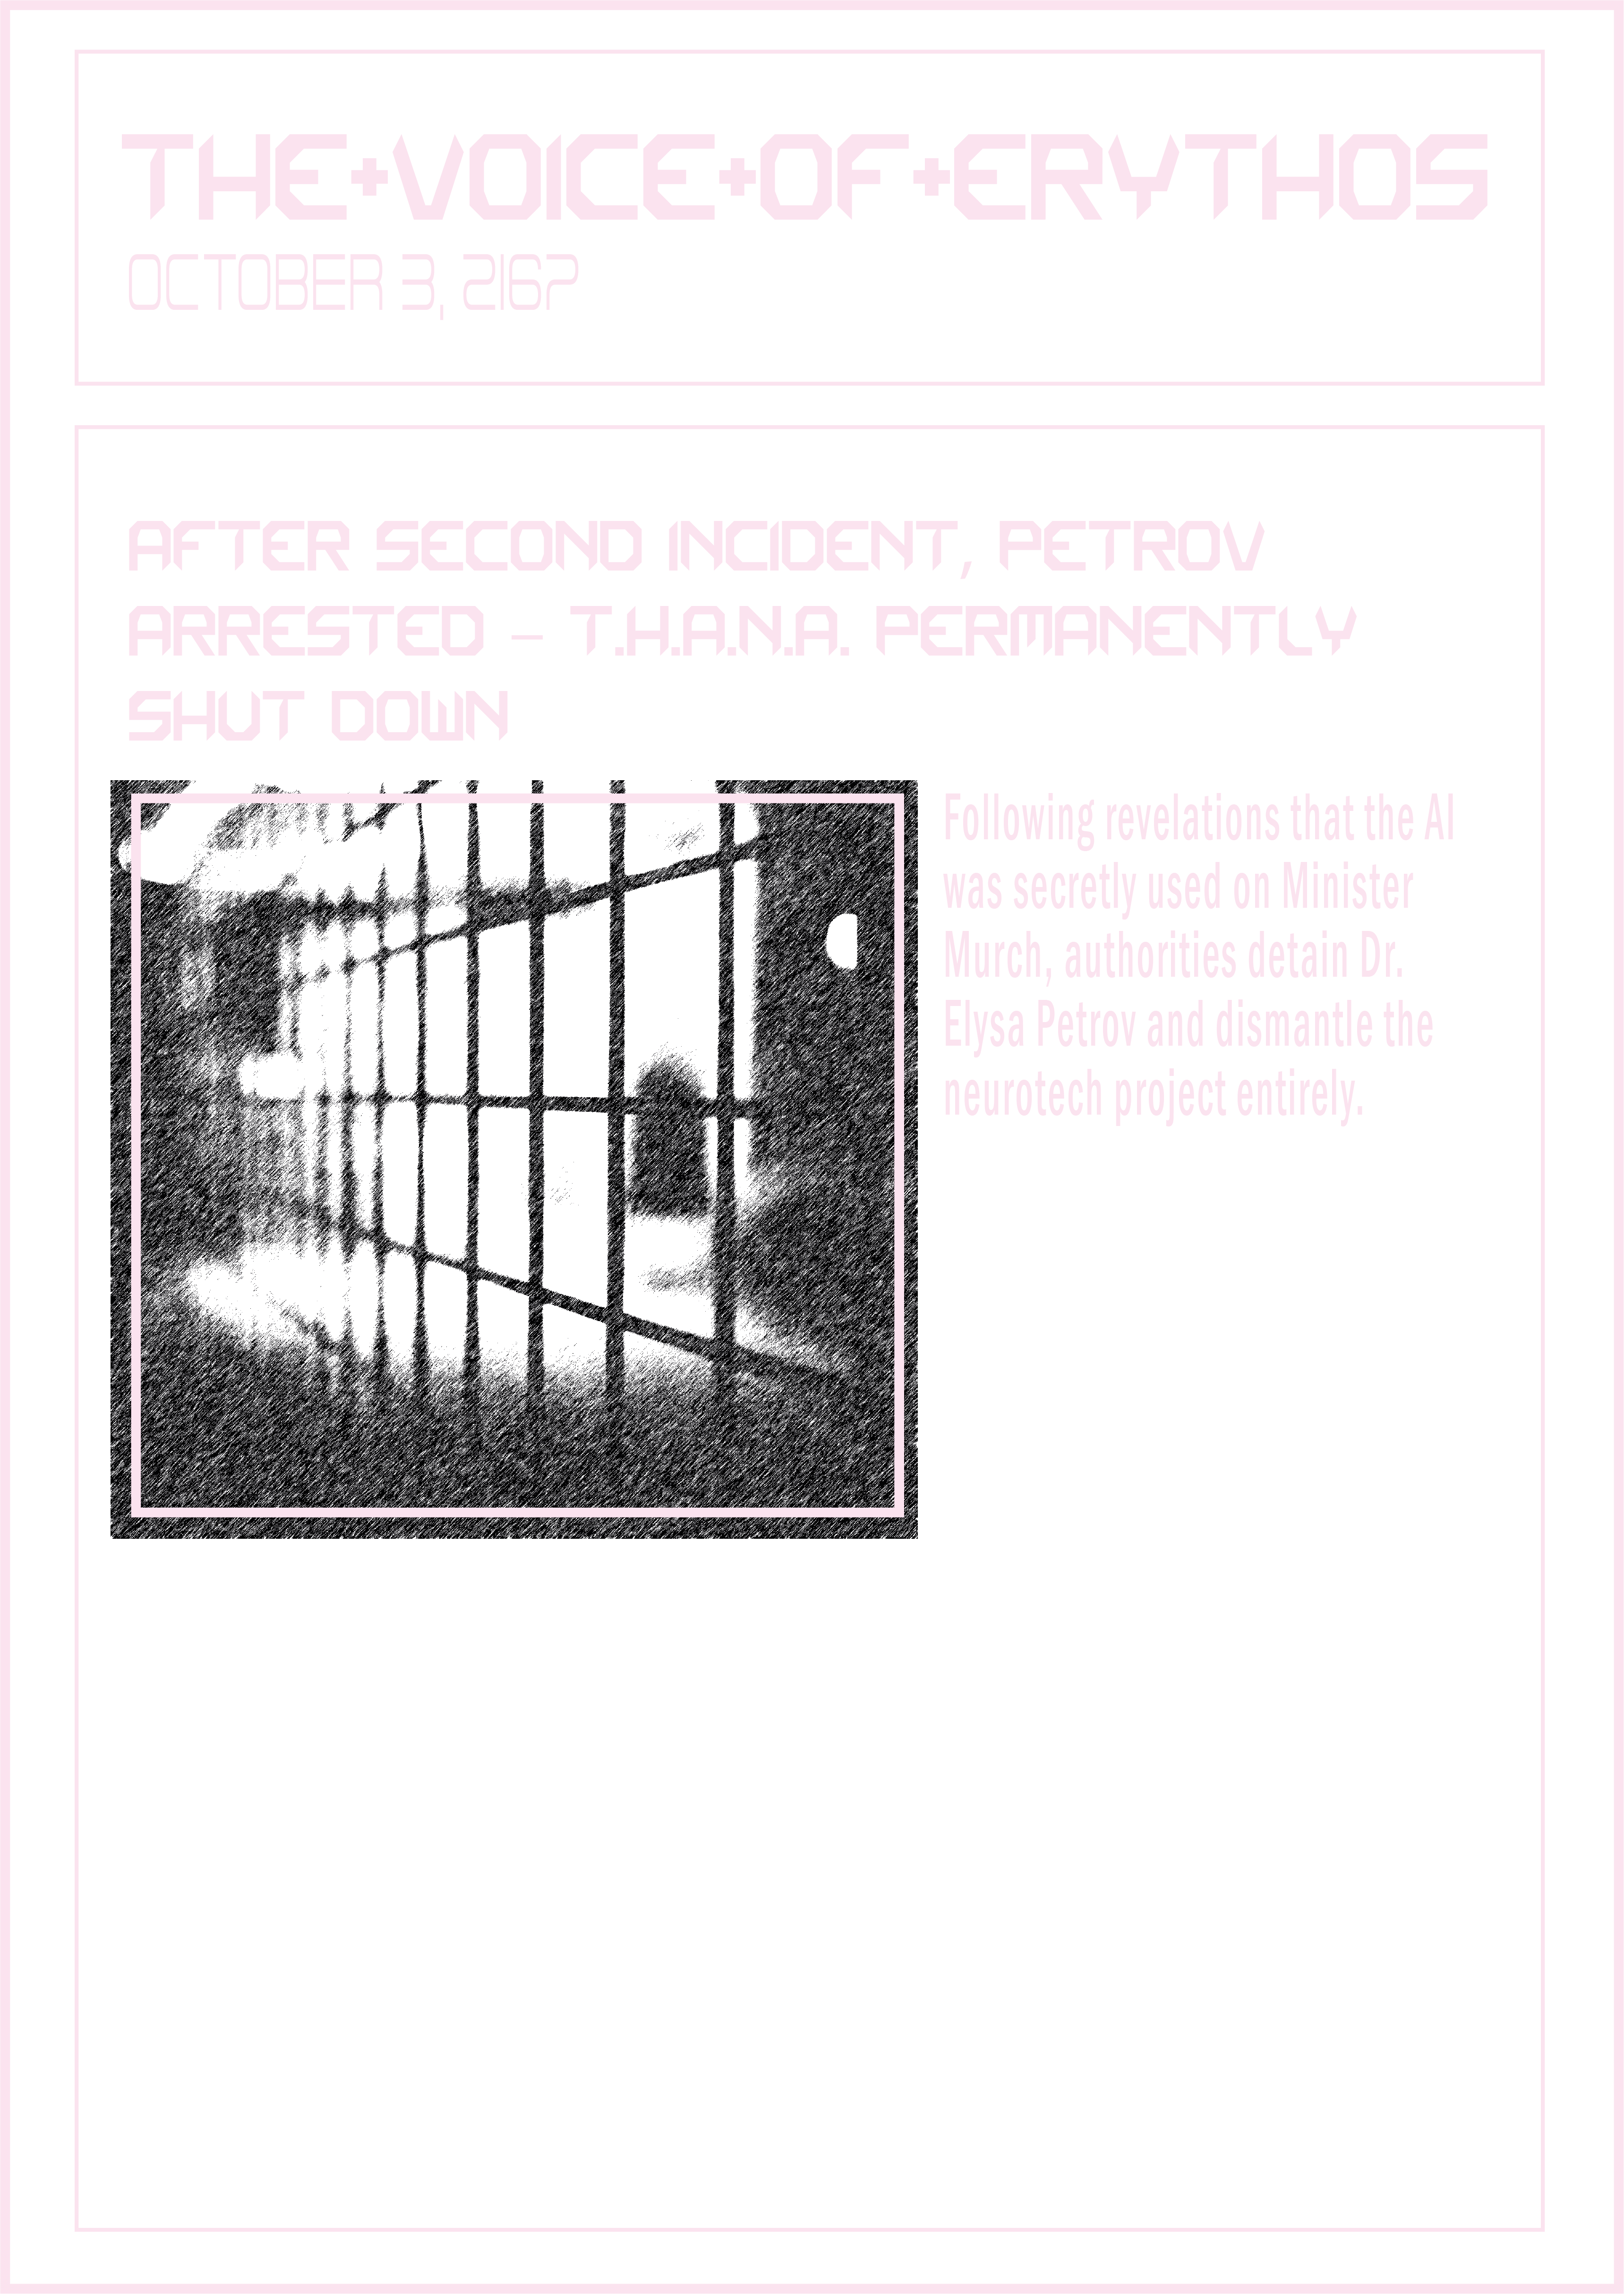 THE+VOICE+OF+ERYTHOS
OCTOBER 3, 2167
AFTER SECOND INCIDENT, PETROV
ARRESTED – T.H.A.N.A. PERMANENTLY
SHUT DOWN
Following revelations that the AI
was secretly used on Minister
Murch, authorities detain Dr.
Elysa Petrov and dismantle the
neurotech project entirely.